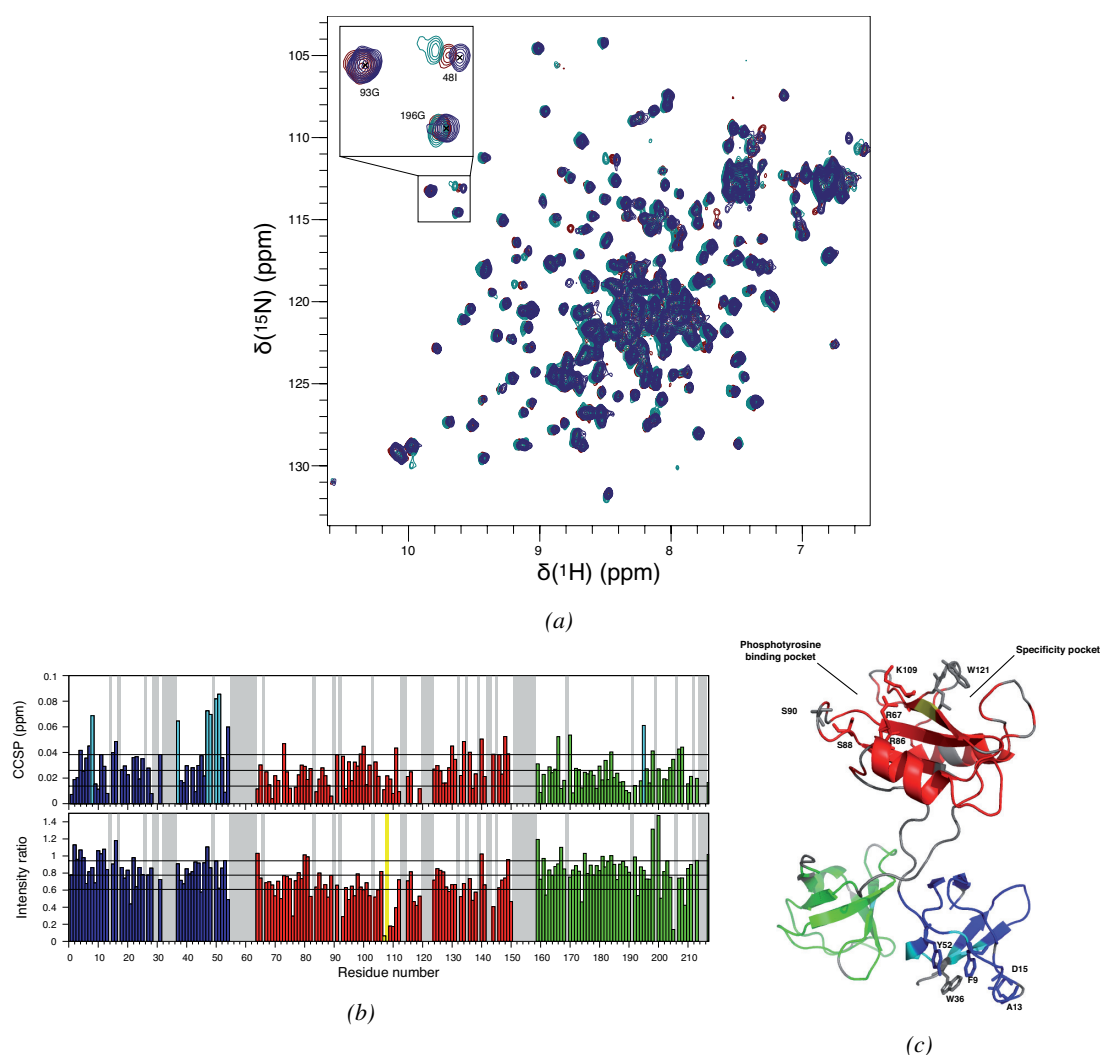 (a)
105
110
115
120
125
130
δ(¹⁵N) (ppm)
93G
48I
196G
10
9
8
7
δ(¹H) (ppm)
(a)
0.1
0.08
0.06
0.04
0.02
0
CCSP (ppm)
1.4
1.2
1
0.8
0.6
0.4
0.2
0
Intensity ratio
0 10 20 30 40 50 60 70 80 90 100 110 120 130 140 150 160 170 180 190 200 210
Residue number
(b)
Phosphotyrosine
binding pocket
Specificity pocket
K109
W121
S90
R67
S88
R86
Y52
F9
D15
W36
A13
(c)